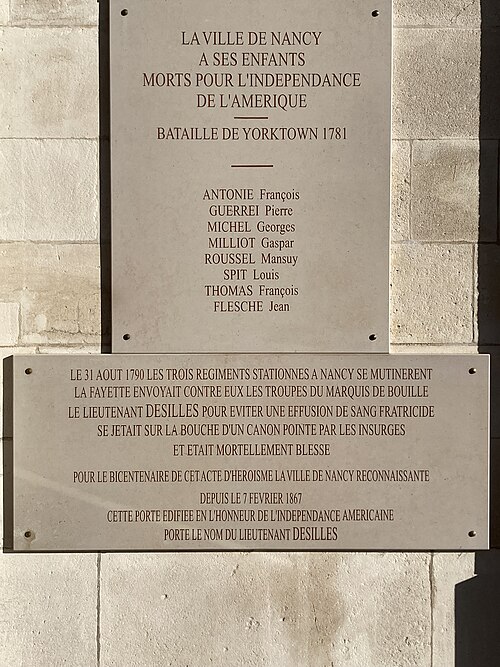 LA VILLE DE NANCY
A SES ENFANTS
MORTS POUR L'INDEPENDANCE
DE L'AMERIQUE
BATAILLE DE YORKTOWN 1781
ANTONIE François
GUERREI Pierre
MICHEL Georges
MILLIOT Gaspar
ROUSSEL Mansuy
SPIT Louis
THOMAS François
FLESCHE Jean
LE 31 AOUT 1790 LES TROIS REGIMENTS STATIONNES A NANCY SE MUTINERENT
LA FAYETTE ENVOYAIT CONTRE EUX LES TROUPES DU MARQUIS DE BOUILLE
LE LIEUTENANT DESILLES POUR EVITER UNE EFFUSION DE SANG FRATRICIDE
SE JETAIT SUR LA BOUCHE D'UN CANON POINTE PAR LES INSURGES
ET ETAIT MORTELLEMENT BLESSE
POUR LE BICENTENAIRE DE CET ACTE D'HEROISME LA VILLE DE NANCY RECONNAISSANTE
DEPUIS LE 7 FEVRIER 1867
CETTE PORTE EDIFIEE EN L'HONNEUR DE L'INDEPENDANCE AMERICAINE
PORTE LE NOM DU LIEUTENANT DESILLES